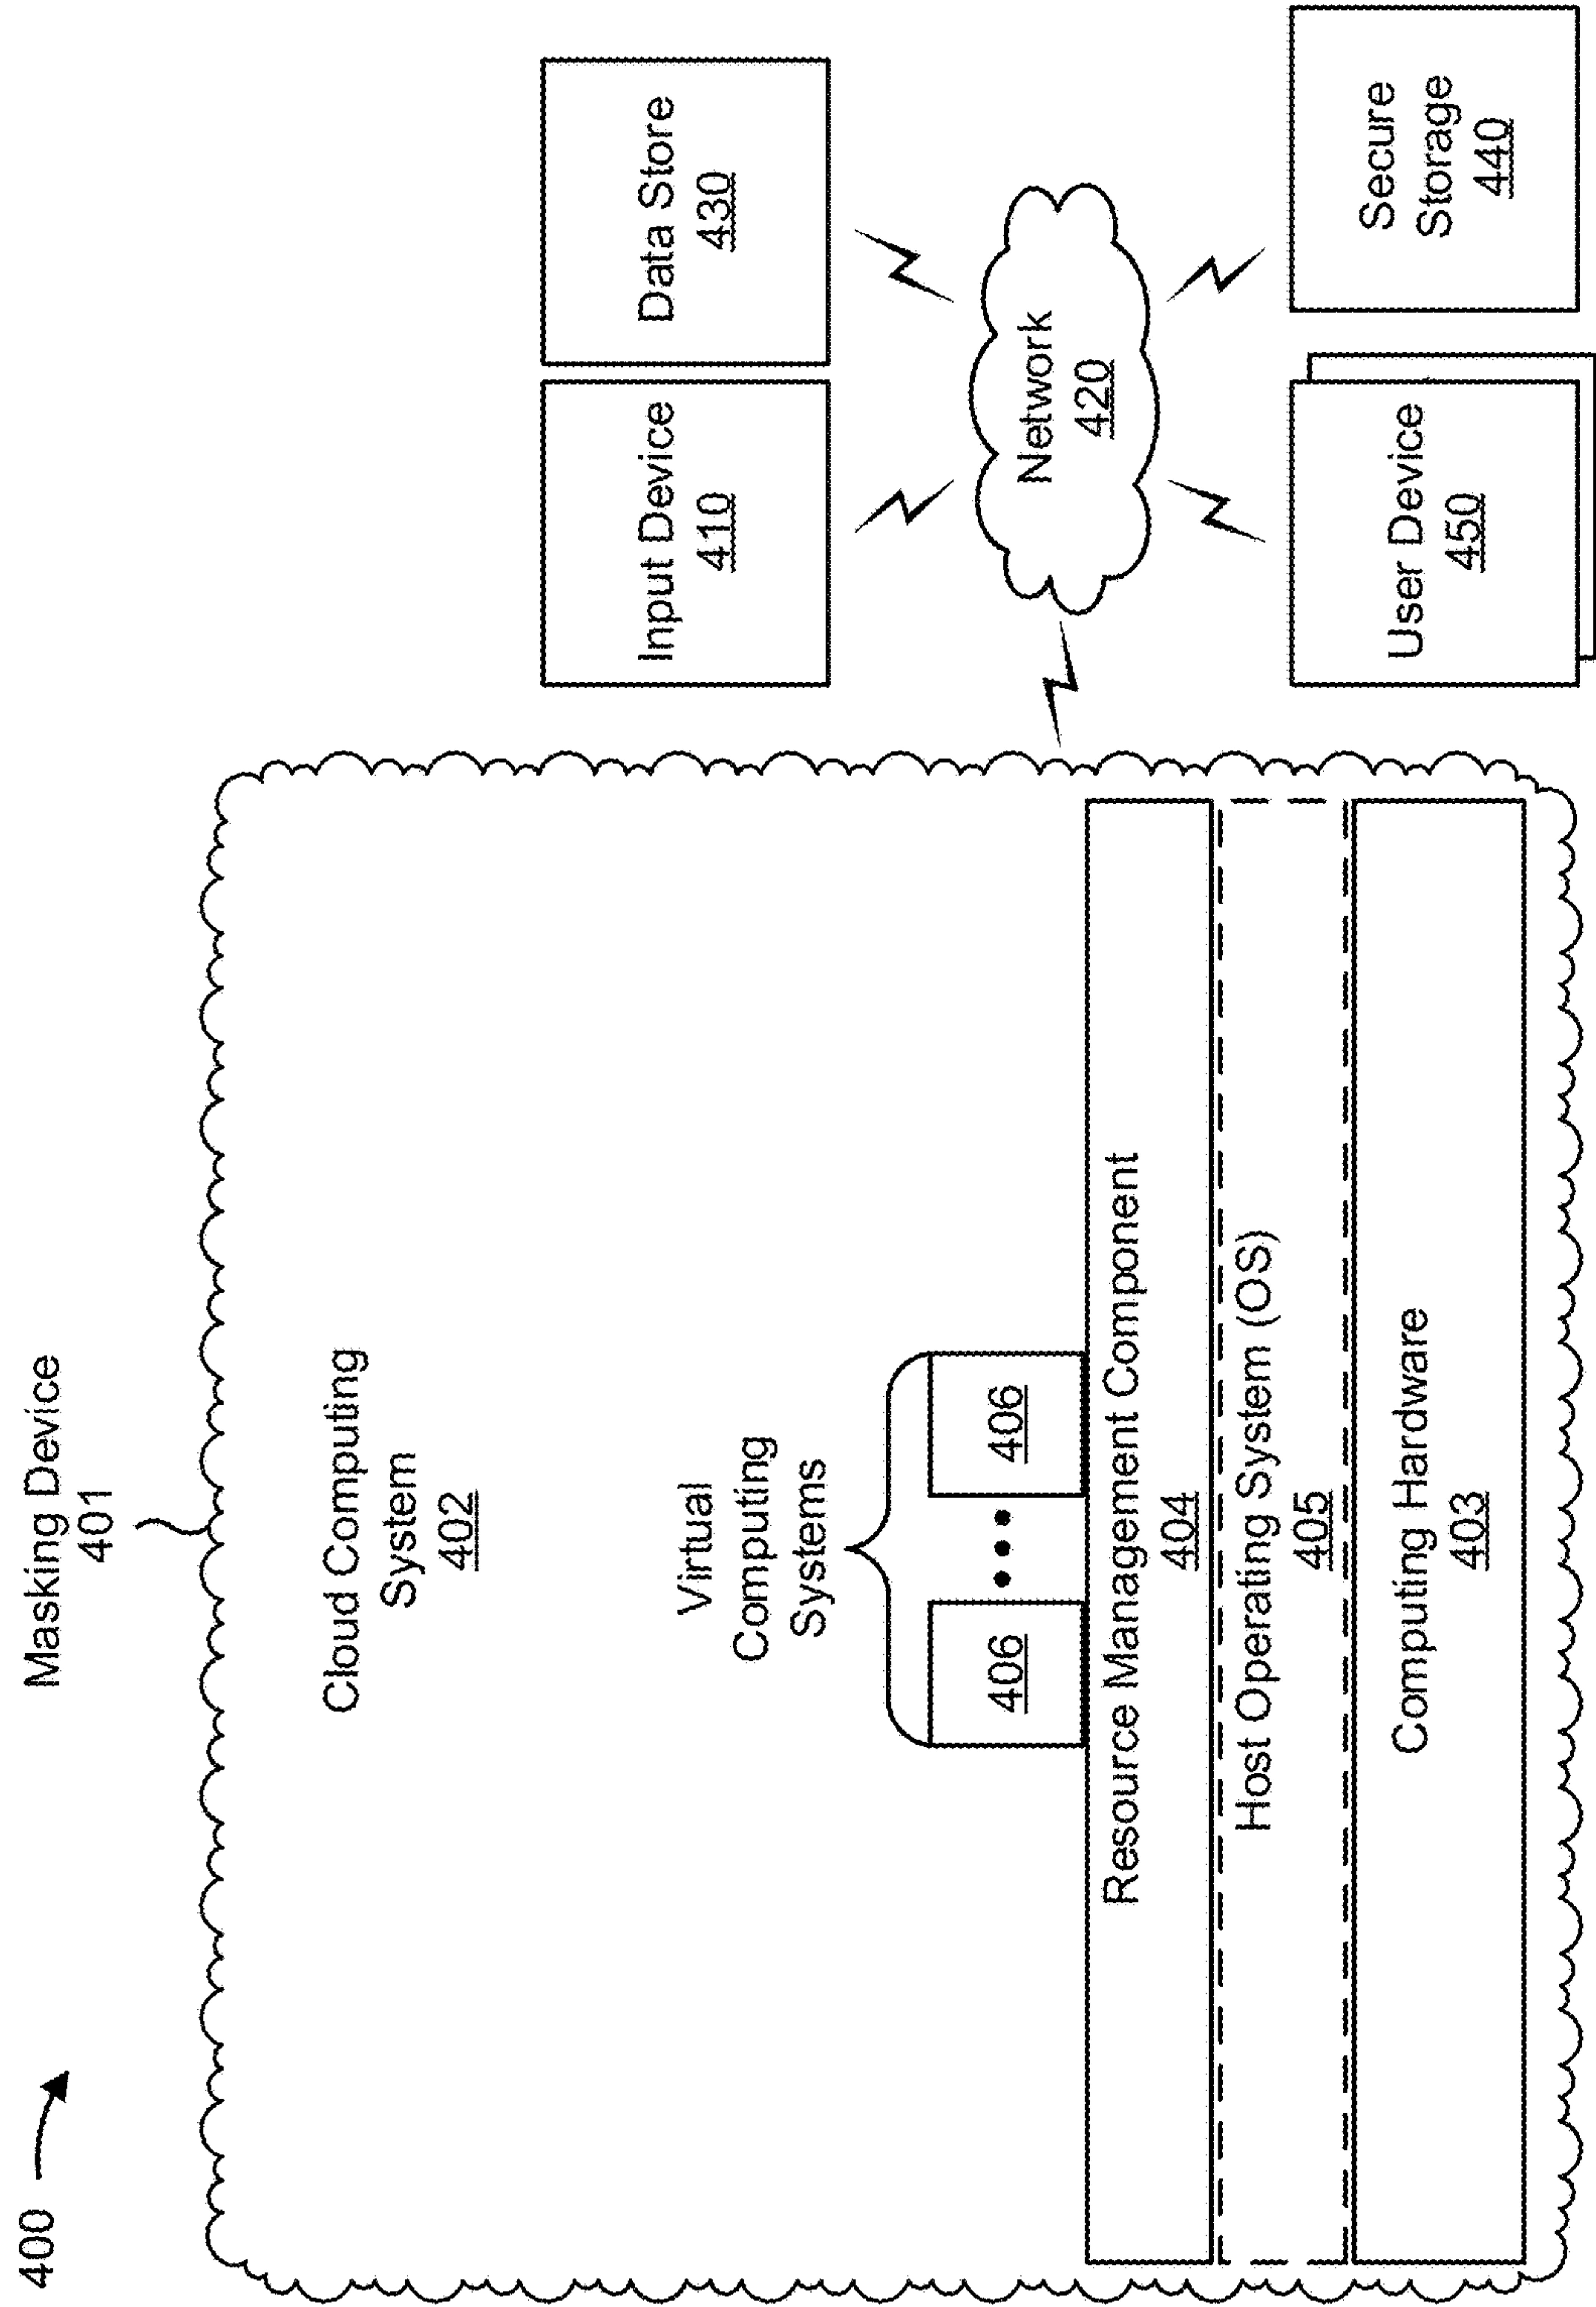 400
Masking Device
401
Cloud Computing
System
402
Virtual
Computing
Systems
406
406
Resource Management Component
404
Host Operating System (OS)
405
Computing Hardware
403
Input Device
410
Data Store
430
Network
420
User Device
450
Secure
Storage
440